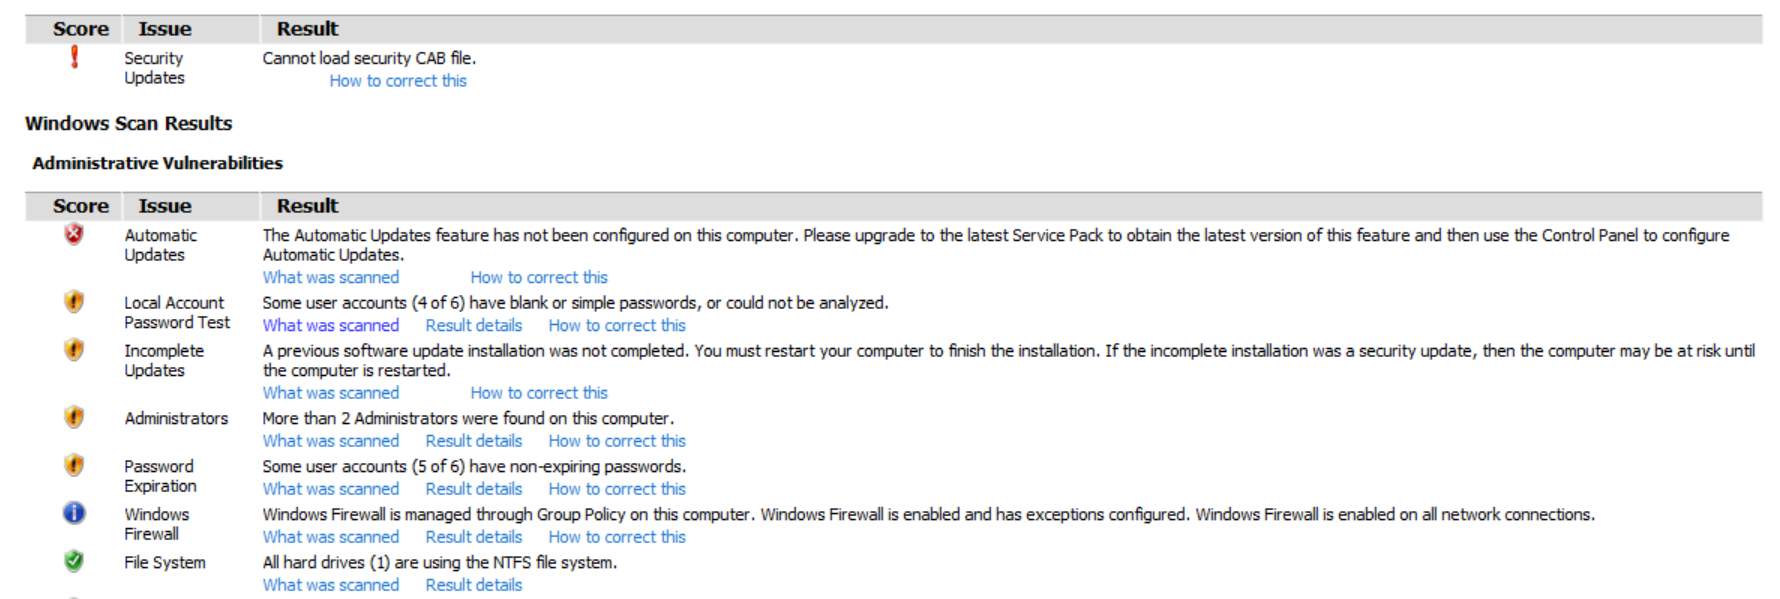 Score Issue Result
Security Updates Cannot load security CAB file.
How to correct this
Windows Scan Results
Administrative Vulnerabilities
Score Issue Result
Automatic Updates The Automatic Updates feature has not been configured on this computer. Please upgrade to the latest Service Pack to obtain the latest version of this feature and then use the Control Panel to configure
Automatic Updates.
What was scanned How to correct this
Local Account Password Test Some user accounts (4 of 6) have blank or simple passwords, or could not be analyzed.
What was scanned Result details How to correct this
Incomplete Updates A previous software update installation was not completed. You must restart your computer to finish the installation. If the incomplete installation was a security update, then the computer may be at risk until
the computer is restarted.
What was scanned How to correct this
Administrators More than 2 Administrators were found on this computer.
What was scanned Result details How to correct this
Password Expiration Some user accounts (5 of 6) have non-expiring passwords.
What was scanned Result details How to correct this
Windows Firewall Windows Firewall is managed through Group Policy on this computer. Windows Firewall is enabled and has exceptions configured. Windows Firewall is enabled on all network connections.
What was scanned Result details How to correct this
File System All hard drives (1) are using the NTFS file system.
What was scanned Result details